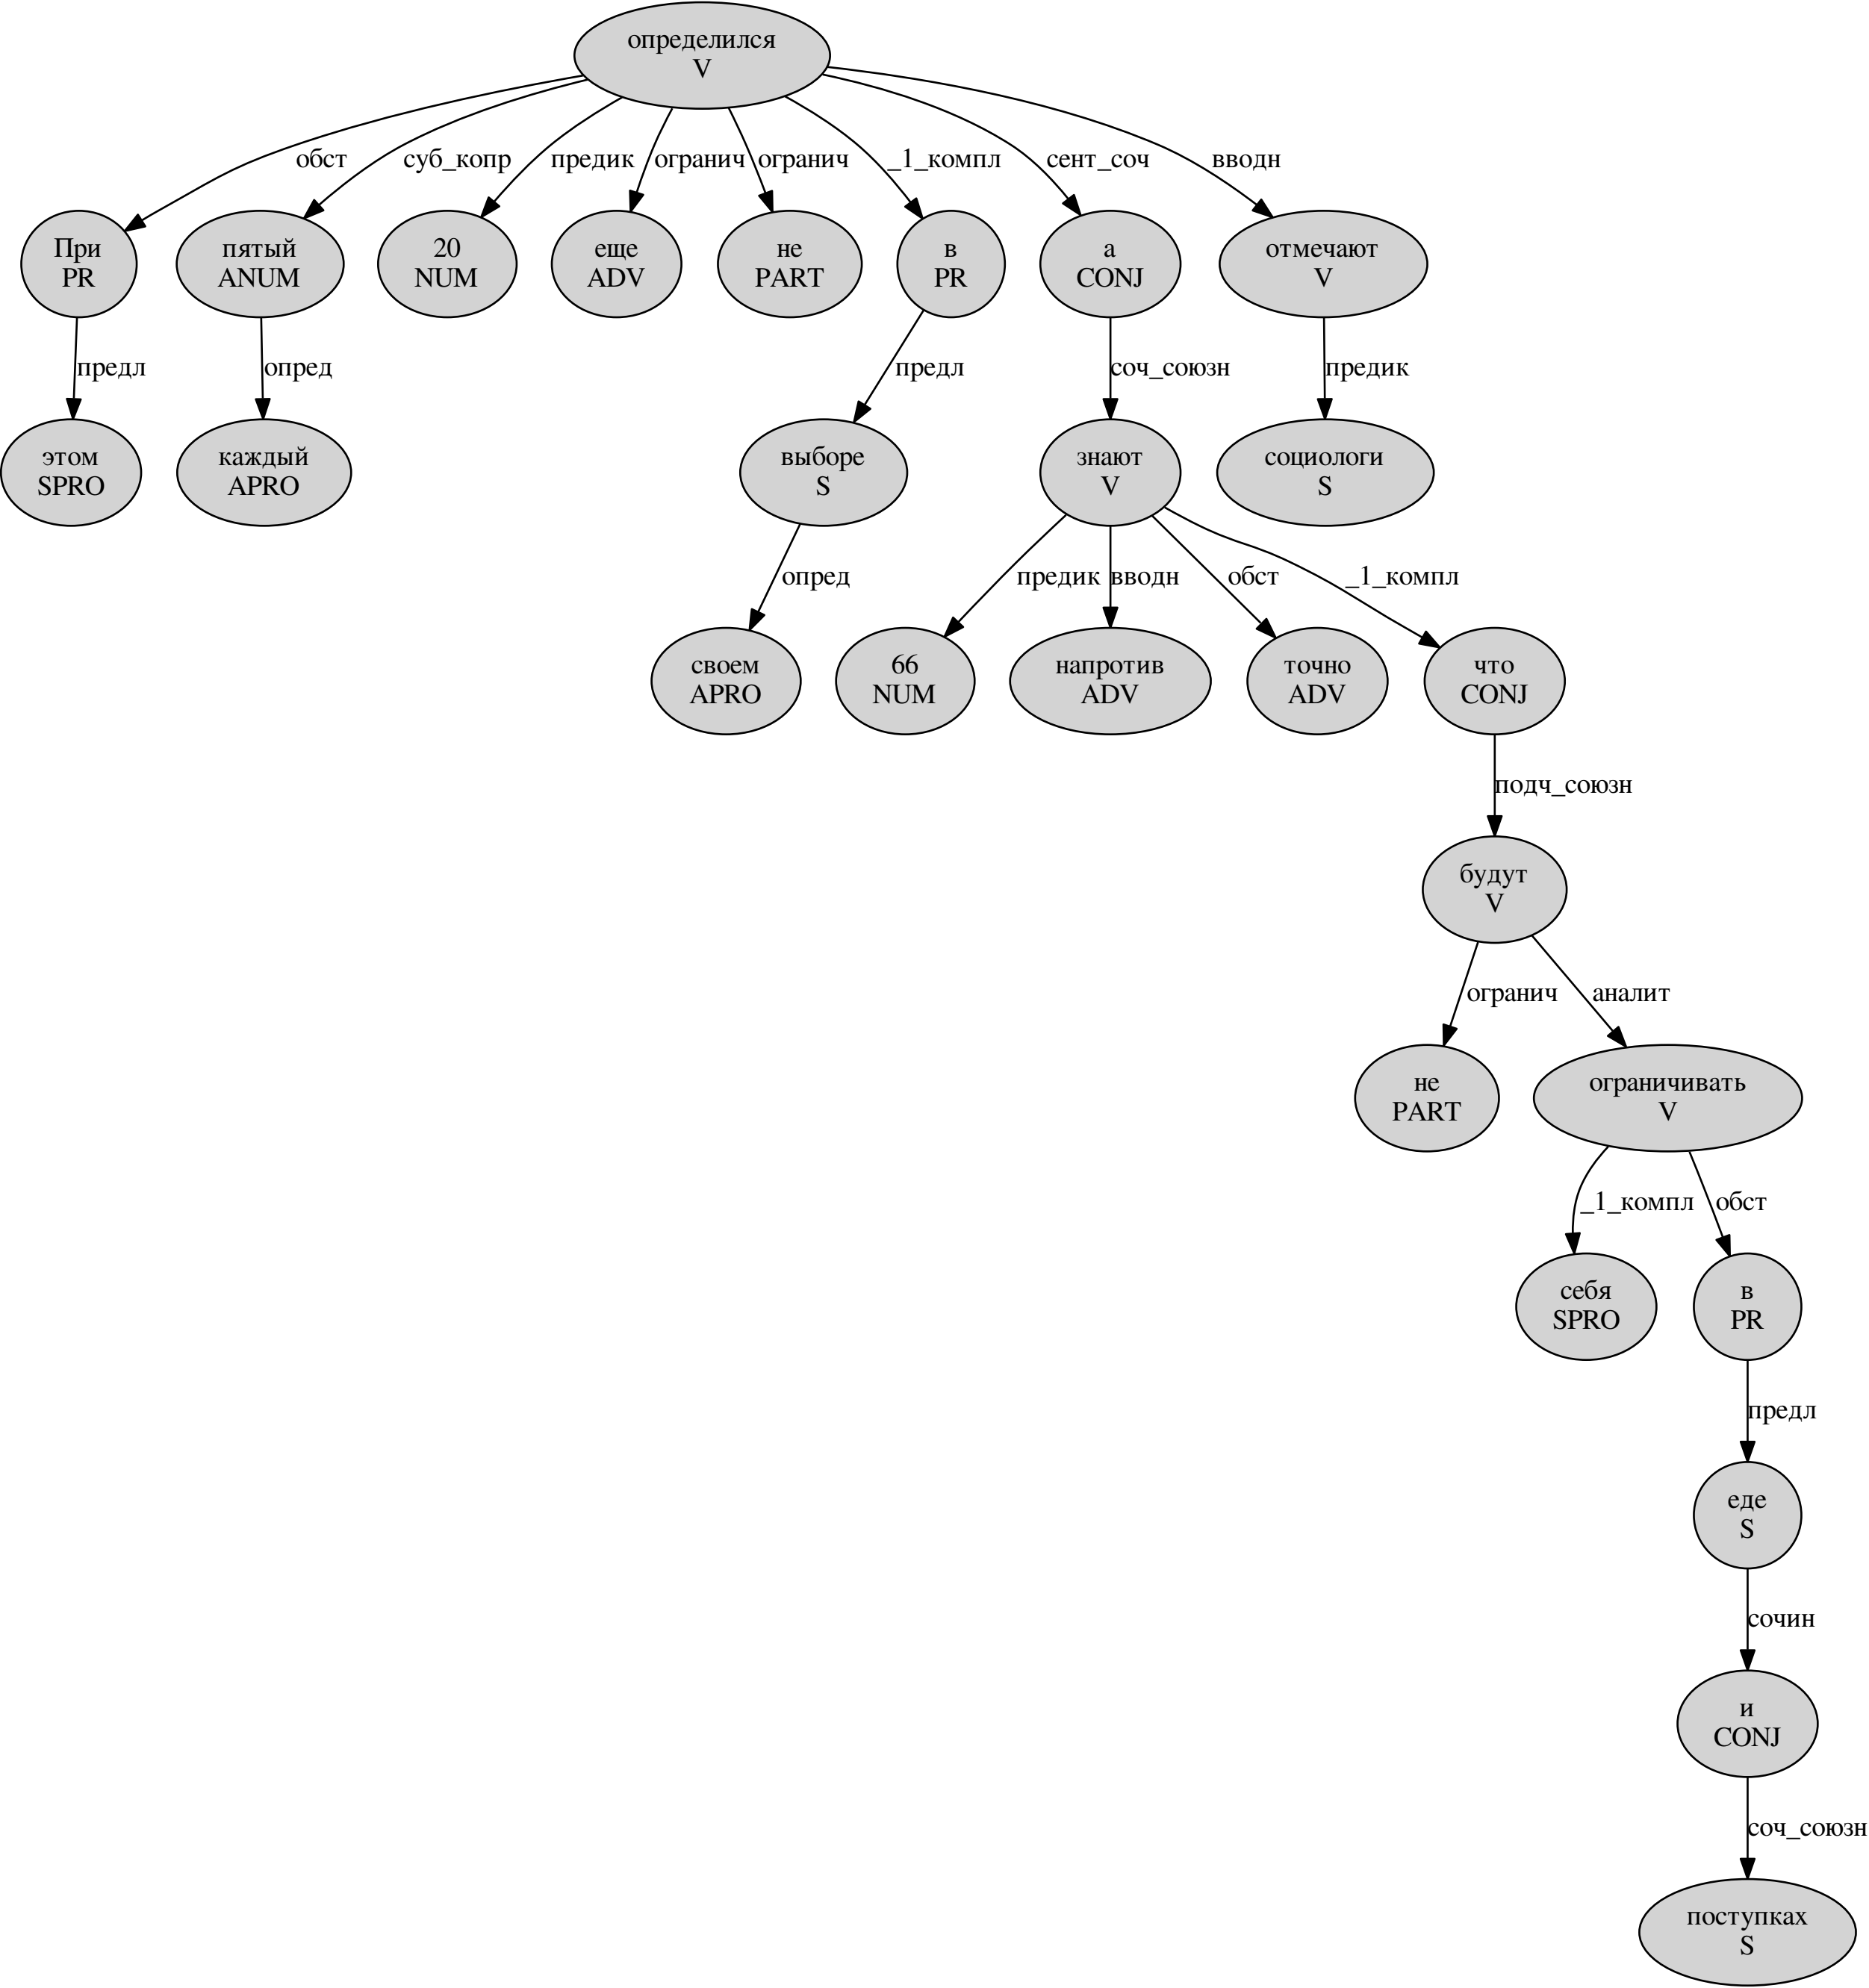 определился
V
обст
суб_копр
предик
огранич
огранич
_1_компл
сент_соч
вводн
При
PR
пятый
ANUM
20
NUM
еще
ADV
не
PART
в
PR
а
CONJ
отмечают
V
предл
опред
предл
соч_союзн
предик
этом
SPRO
каждый
APRO
выборе
S
знают
V
социологи
S
опред
предик
вводн
обст
_1_компл
своем
APRO
66
NUM
напротив
ADV
точно
ADV
что
CONJ
подч_союзн
будут
V
огранич
аналит
не
PART
ограничивать
V
_1_компл
обст
себя
SPRO
в
PR
предл
еде
S
сочин
и
CONJ
соч_союзн
поступках
S